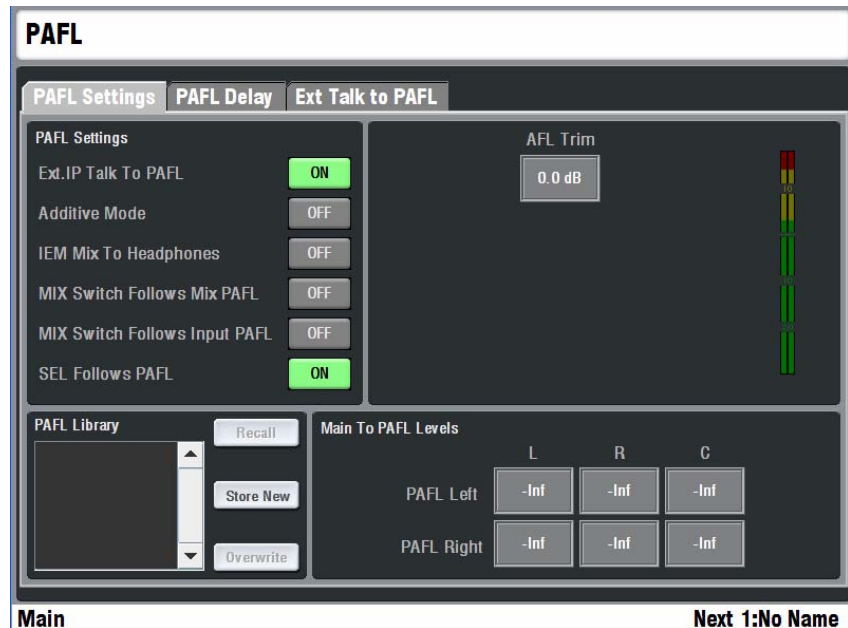 PAFL
PAFL Settings PAFL Delay Ext Talk to PAFL
PAFL Settings
Ext.IP Talk To PAFL ON
Additive Mode OFF
IEM Mix To Headphones OFF
MIX Switch Follows Mix PAFL OFF
MIX Switch Follows Input PAFL OFF
SEL Follows PAFL ON
AFL Trim
0.0 dB
PAFL Library
Recall
Store New
Overwrite
Main To PAFL Levels
L R C
PAFL Left -Inf -Inf -Inf
PAFL Right -Inf -Inf -Inf
Main Next 1:No Name